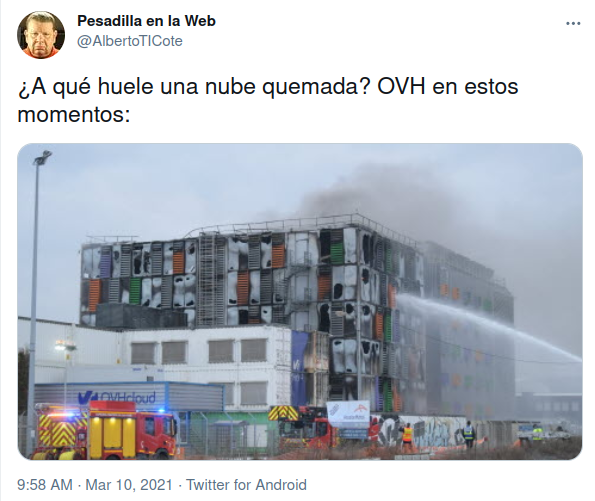 Pesadilla en la Web
@AlbertoTICote
¿A qué huele una nube quemada? OVH en estos
momentos:
OVHcloud
9:58 AM · Mar 10, 2021 · Twitter for Android